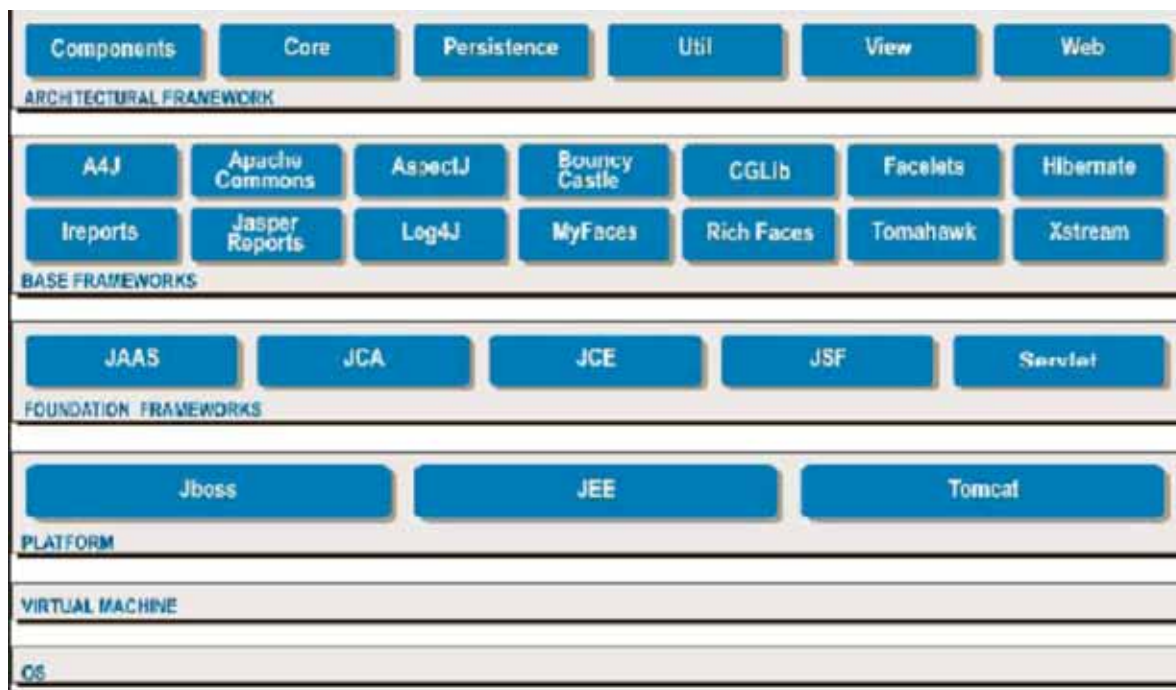 Components
Core
Persistence
Util
View
Web
ARCHITECTURAL FRANEWORK
A4J
Apache
Commons
AspectJ
Bouncy
Castle
CGLib
Facelets
Hibernate
Ireports
Jasper
Reports
Log4J
MyFaces
Rich Faces
Tomahawk
Xstream
BASE FRAMEWORKS
JAAS
JCA
JCE
JSF
Servlet
FOUNDATION FRAMEWORKS
Jboss
JEE
Tomcat
PLATFORM
VIRTUAL MACHINE
OS